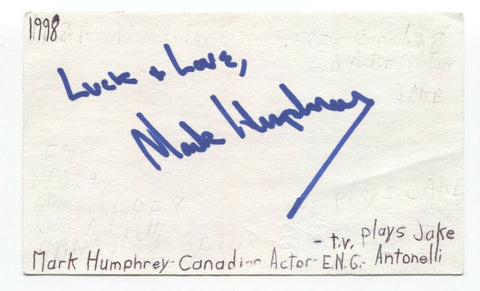 1998
Luck + Love,
Mark Humphrey
- t.v. plays Jake
Mark Humphrey - Canadian Actor - E.N.G. - Antonelli